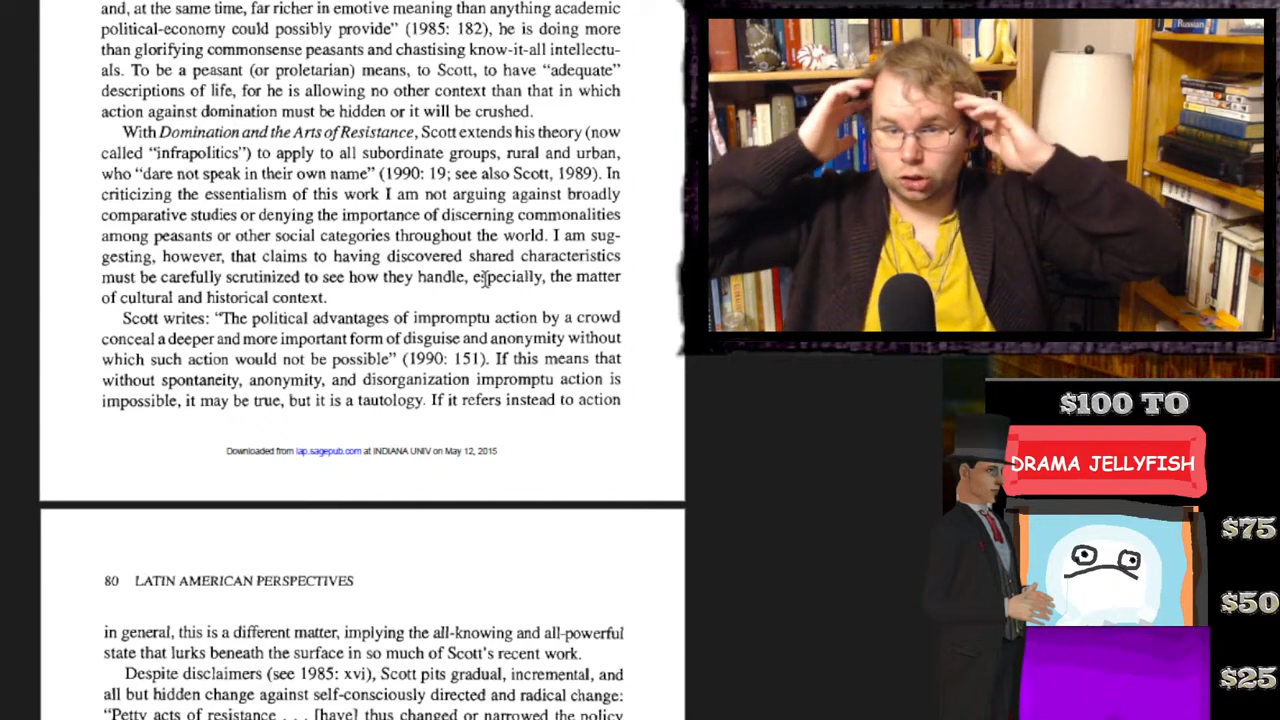 and, at the same time, far richer in emotive meaning than anything academic
political-economy could possibly provide” (1985: 182), he is doing more
than glorifying commonsense peasants and chastising know-it-all intellectu-
als. To be a peasant (or proletarian) means, to Scott, to have “adequate”
descriptions of life, for he is allowing no other context than that in which
action against domination must be hidden or it will be crushed.
With Domination and the Arts of Resistance, Scott extends his theory (now
called “infrapolitics”) to apply to all subordinate groups, rural and urban,
who “dare not speak in their own name” (1990: 19; see also Scott, 1989). In
criticizing the essentialism of this work I am not arguing against broadly
comparative studies or denying the importance of discerning commonalities
among peasants or other social categories throughout the world. I am sug-
gesting, however, that claims to having discovered shared characteristics
must be carefully scrutinized to see how they handle, especially, the matter
of cultural and historical context.
Scott writes: “The political advantages of impromptu action by a crowd
conceal a deeper and more important form of disguise and anonymity without
which such action would not be possible” (1990: 151). If this means that
without spontaneity, anonymity, and disorganization impromptu action is
impossible, it may be true, but it is a tautology. If it refers instead to action
Downloaded from lap.sagepub.com at INDIANA UNIV on May 12, 2015
80 LATIN AMERICAN PERSPECTIVES
in general, this is a different matter, implying the all-knowing and all-powerful
state that lurks beneath the surface in so much of Scott's recent work.
Despite disclaimers (see 1985: xvi), Scott pits gradual, incremental, and
all but hidden change against self-consciously directed and radical change:
“Petty acts of resistance . . . [have] thus changed or narrowed the policy
Russian
$100 TO
DRAMA JELLYFISH
$75
$50
$25